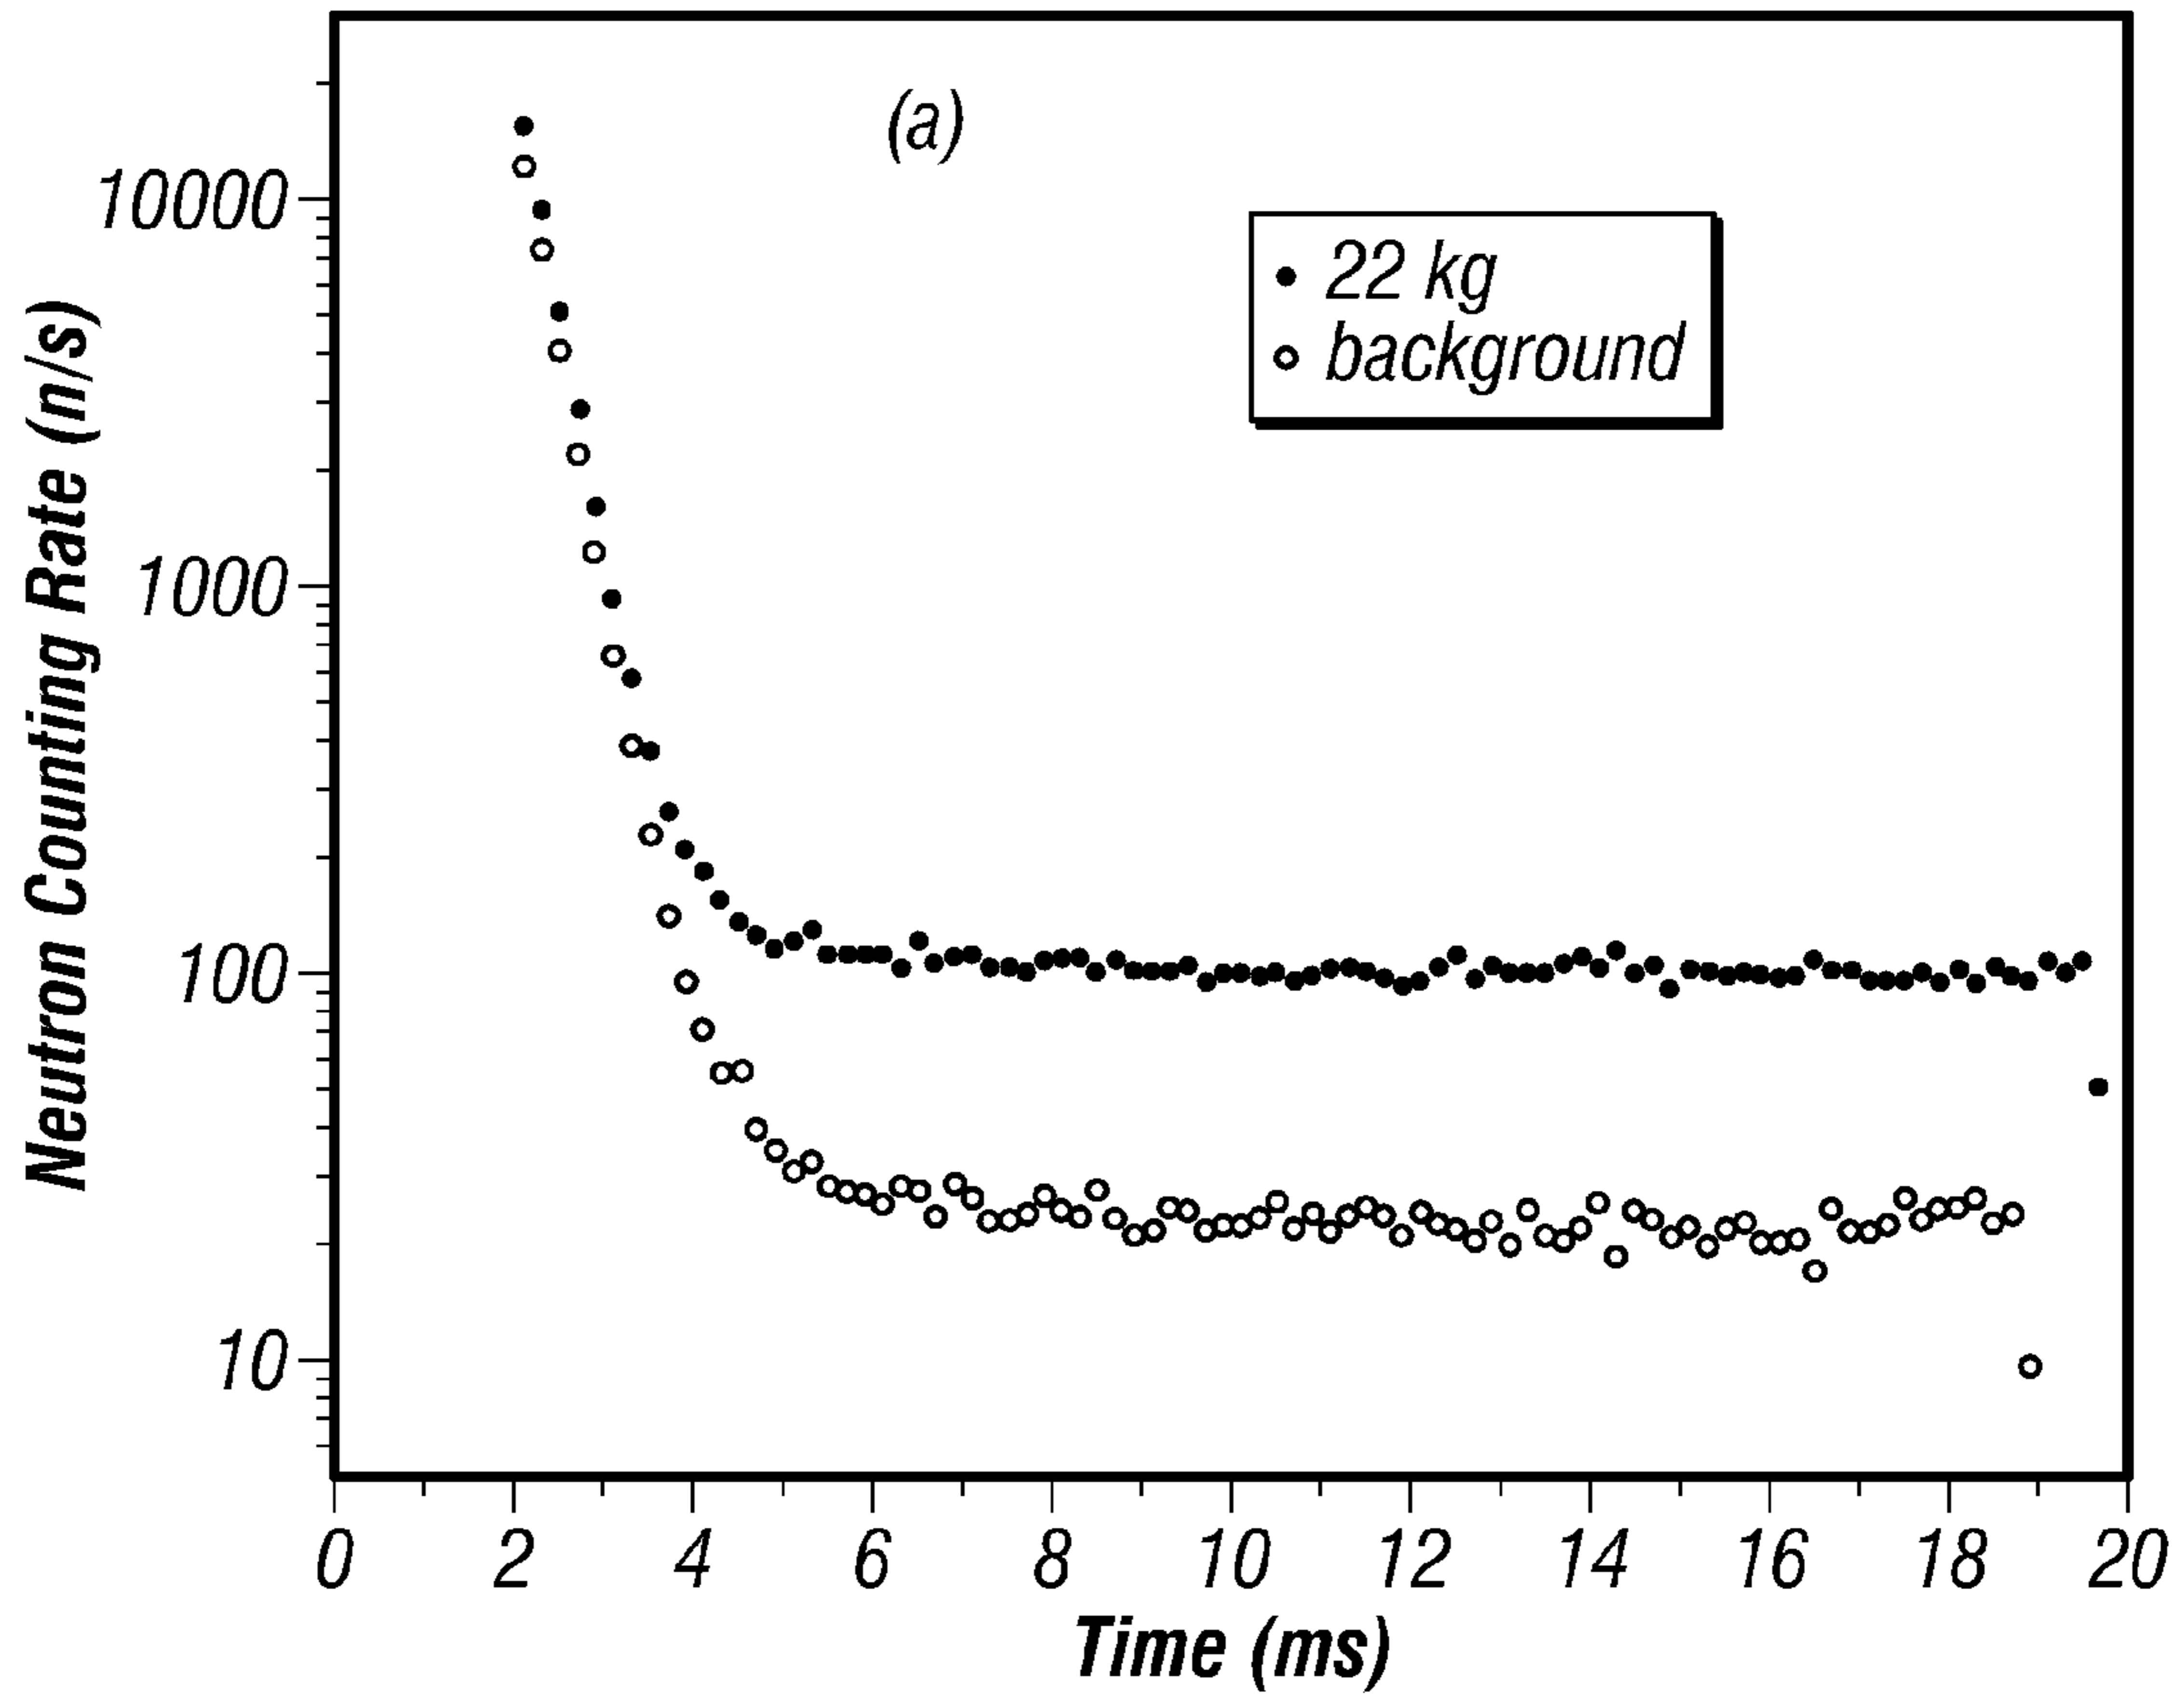 (a)
22 kg
background
Neutron Counting Rate (n/s)
10000
1000
100
10
0 2 4 6 8 10 12 14 16 18 20
Time (ms)